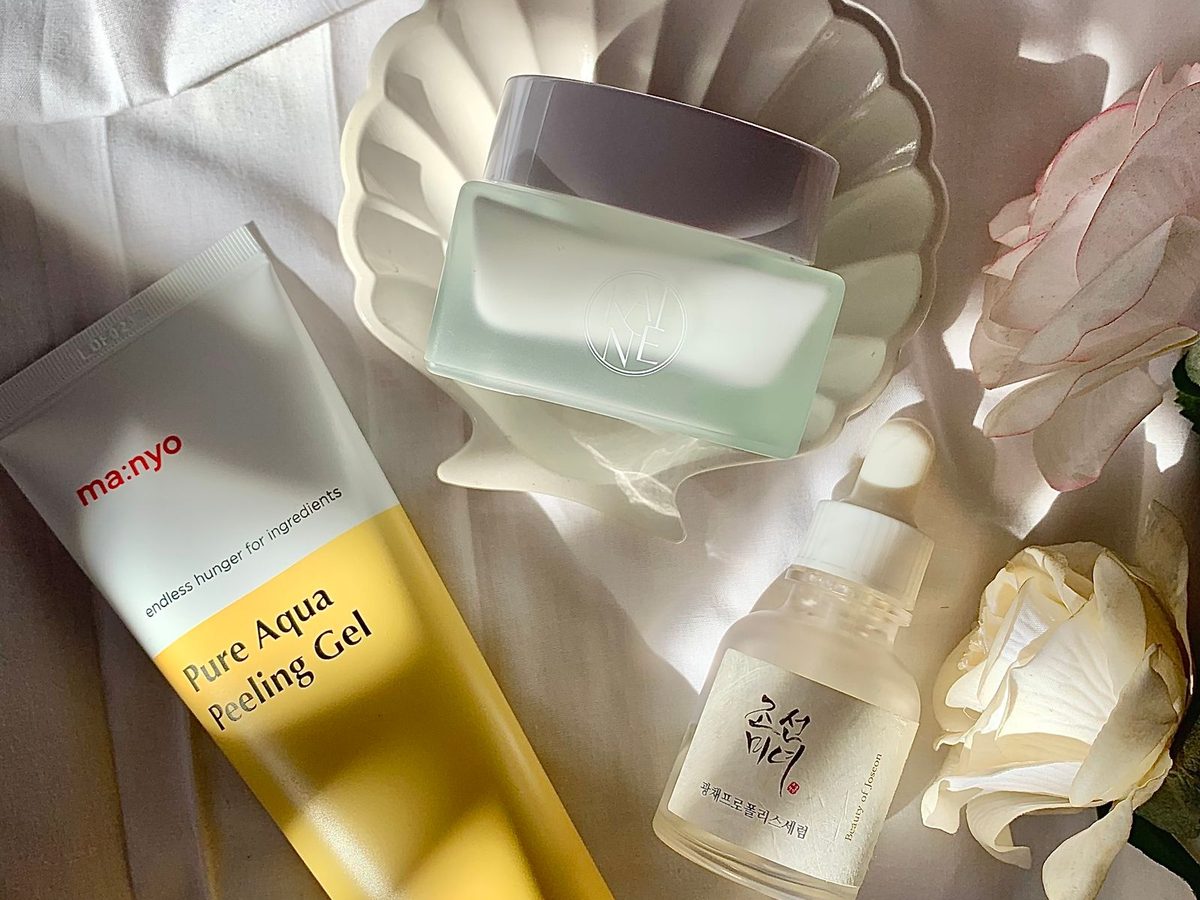 ma:nyo
endless hunger for ingredients
Pure Aqua
Peeling Gel
NE
조선
미녀
광채프로폴리스세럼
Beauty of Joseon